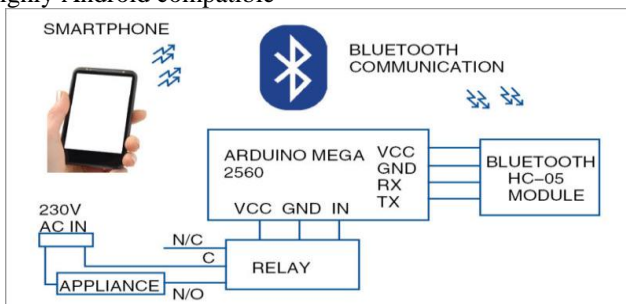 ghly Android compatible
SMARTPHONE
BLUETOOTH
COMMUNICATION
ARDUINO MEGA
2560
VCC
GND
RX
TX
BLUETOOTH
HC–05
MODULE
VCC GND IN
230V
AC IN
N/C
C
RELAY
APPLIANCE
N/O